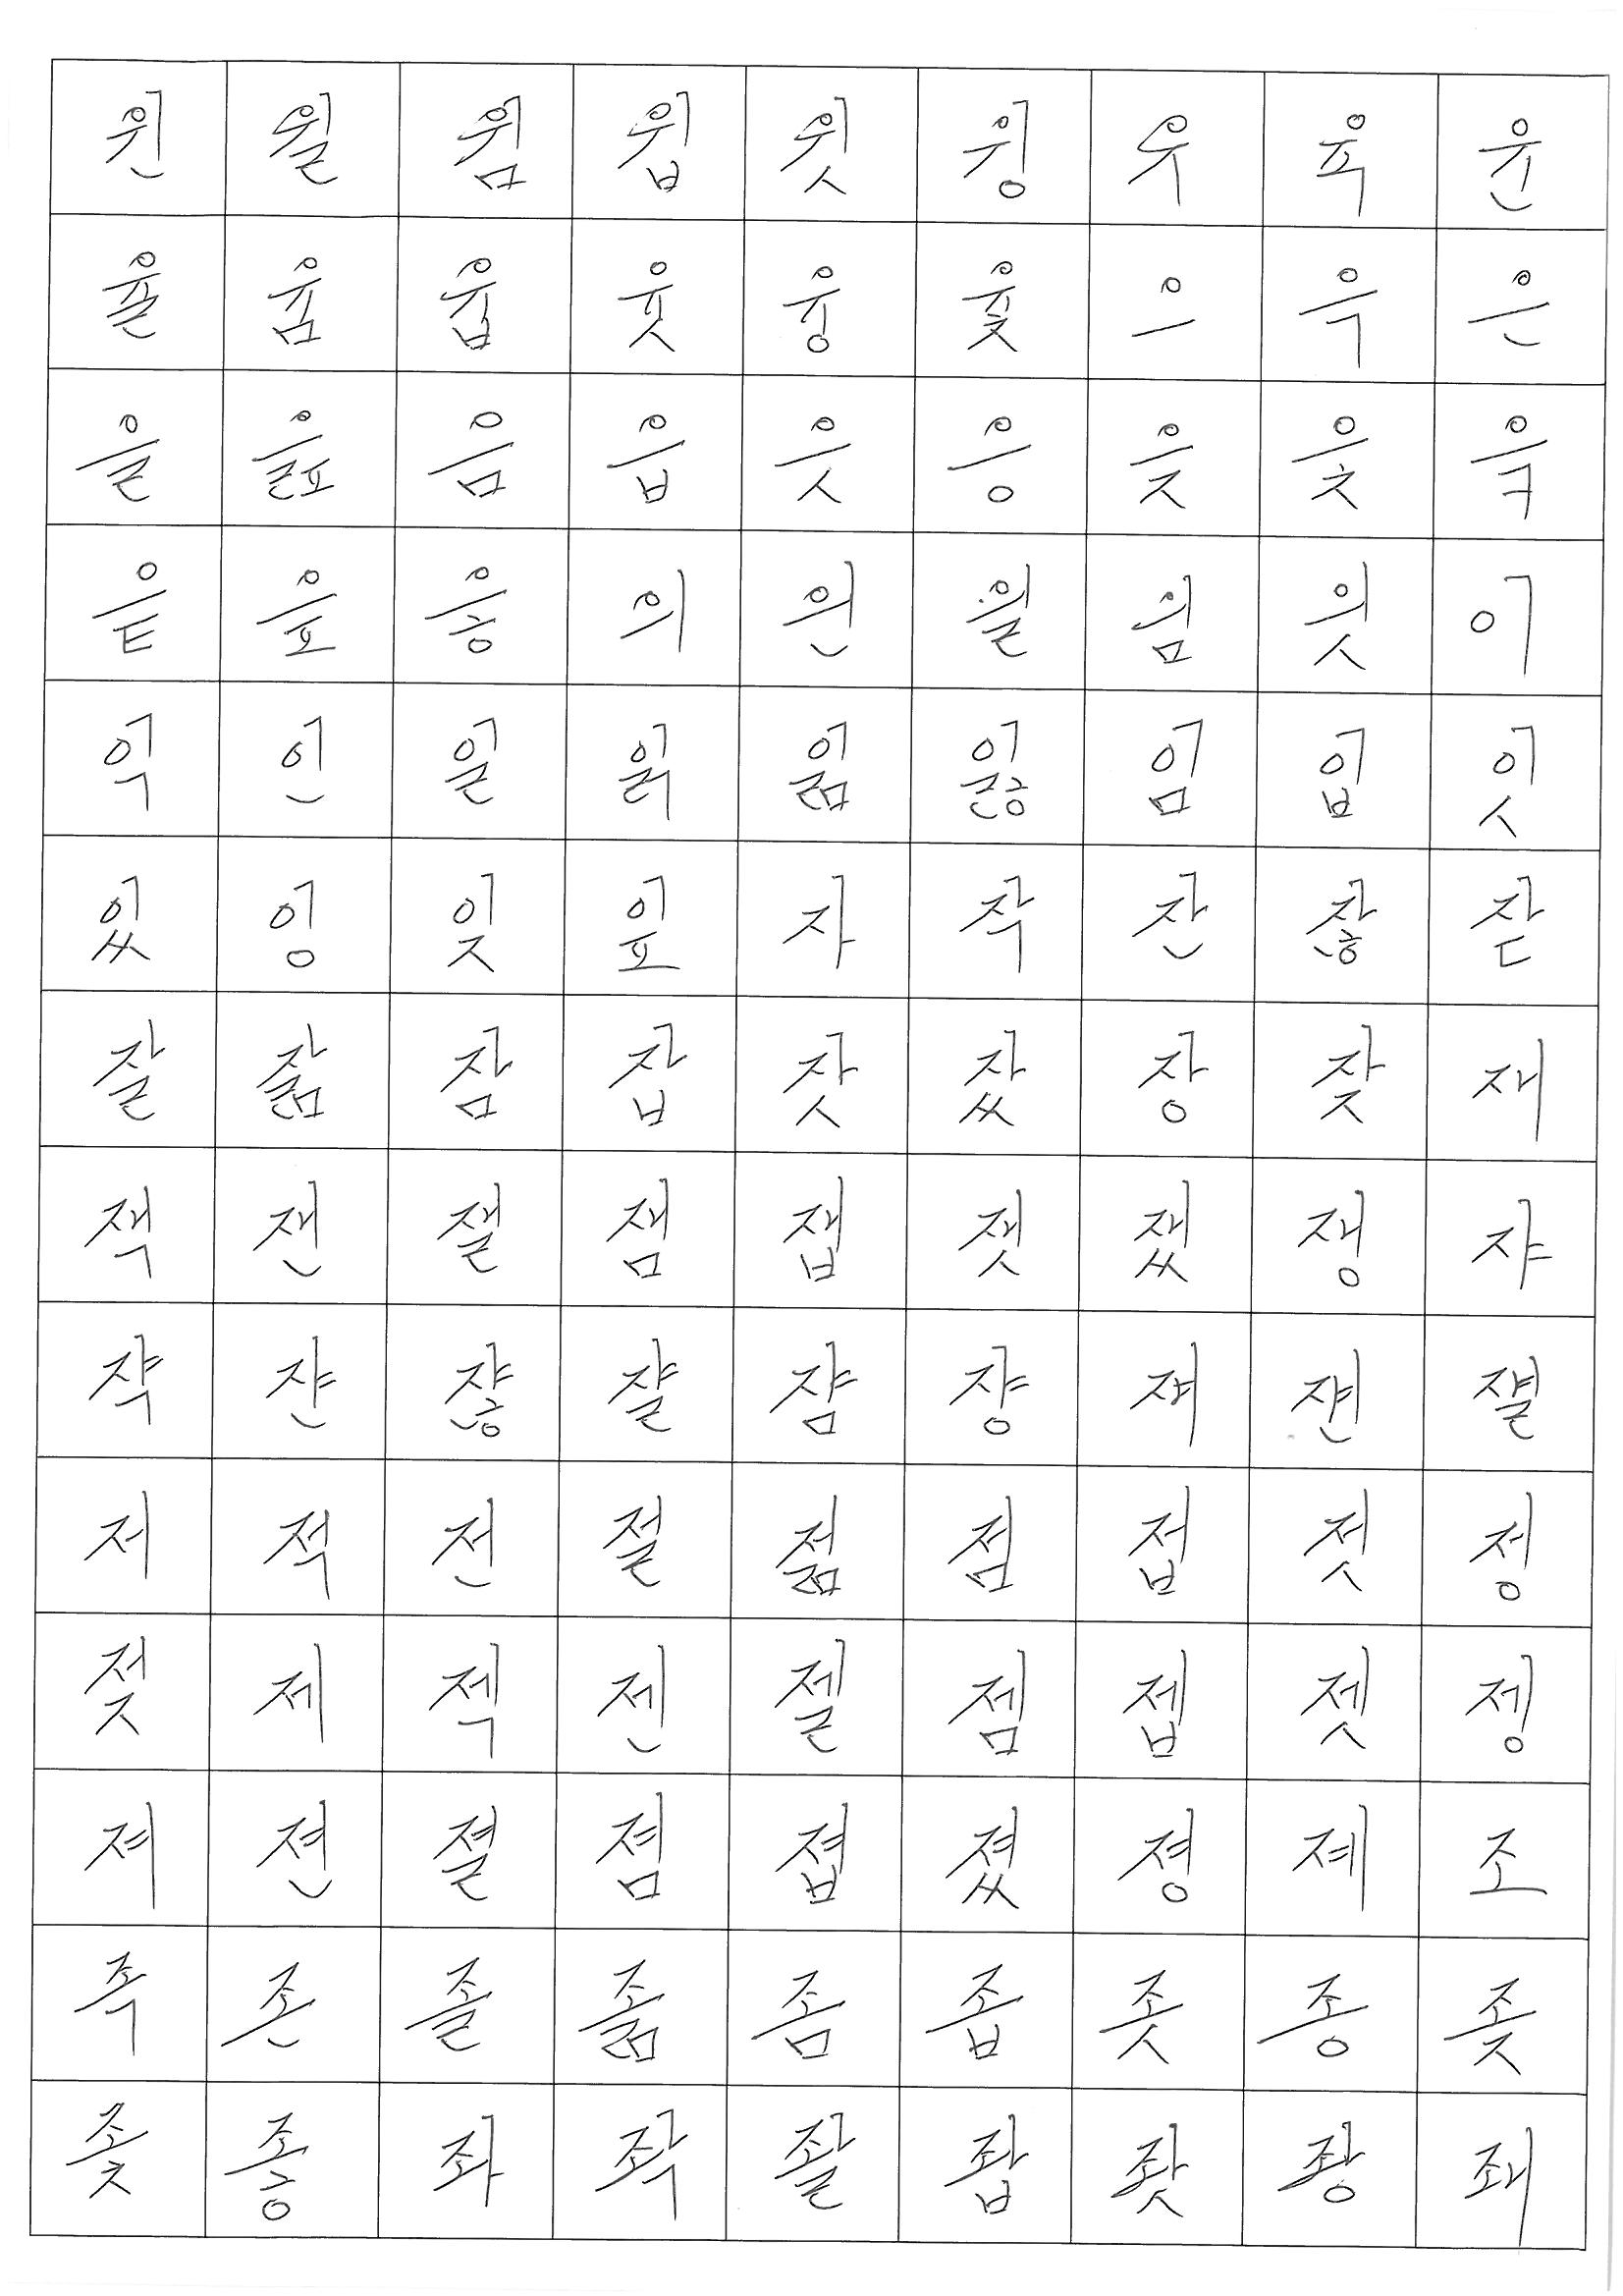 윈 윌 윔 윕 윗 윙 유 육 윤
율 윰 윱 윳 융 윷 으 윽 은
을 읊 음 읍 읏 응 읒 읓 읔
읕 읖 읗 의 읜 읠 읨 읫 이
익 인 일 읽 읾 잃 임 입 잇
있 잉 잊 잎 자 작 잔 잖 잗
잘 잚 잠 잡 잣 잤 장 잦 재
잭 잰 잴 잼 잽 잿 쟀 쟁 쟈
쟉 쟌 쟎 쟐 쟘 쟝 쟤 쟨 쟬
저 적 전 절 젊 점 접 젓 정
젖 제 젝 젠 젤 젬 젭 젯 젱
져 젼 졀 졈 졉 졌 졍 졔 조
족 존 졸 졺 좀 좁 좃 종 좆
좇 좋 좌 좍 좔 좝 좟 좡 좨